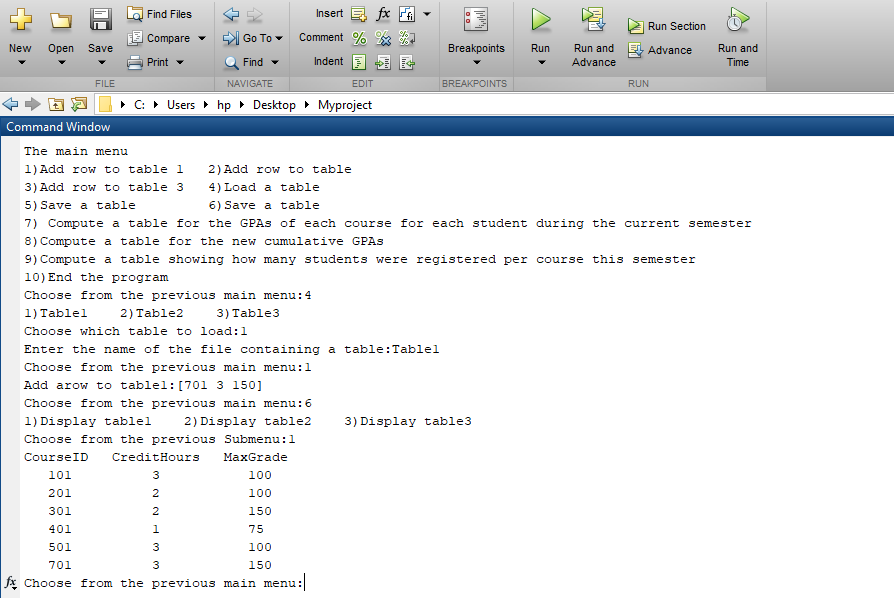 New
Open
Save
Find Files
Compare
Print
FILE
Go To
Find
NAVIGATE
Insert fx
Comment % %
Indent
EDIT
Breakpoints
BREAKPOINTS
Run
Run and
Advance
Run Section
Advance
Run and
Time
RUN
C: Users hp Desktop Myproject
Command Window
The main menu
1)Add row to table 1 2)Add row to table
3)Add row to table 3 4)Load a table
5)Save a table 6)Save a table
7) Compute a table for the GPAs of each course for each student during the current semester
8)Compute a table for the new cumulative GPAs
9)Compute a table showing how many students were registered per course this semester
10)End the program
Choose from the previous main menu:4
1)Table1 2)Table2 3)Table3
Choose which table to load:1
Enter the name of the file containing a table:Table1
Choose from the previous main menu:1
Add arow to table1:[701 3 150]
Choose from the previous main menu:6
1)Display table1 2)Display table2 3)Display table3
Choose from the previous Submenu:1
CourseID CreditHours MaxGrade
101 3 100
201 2 100
301 2 150
401 1 75
501 3 100
701 3 150
fx Choose from the previous main menu: